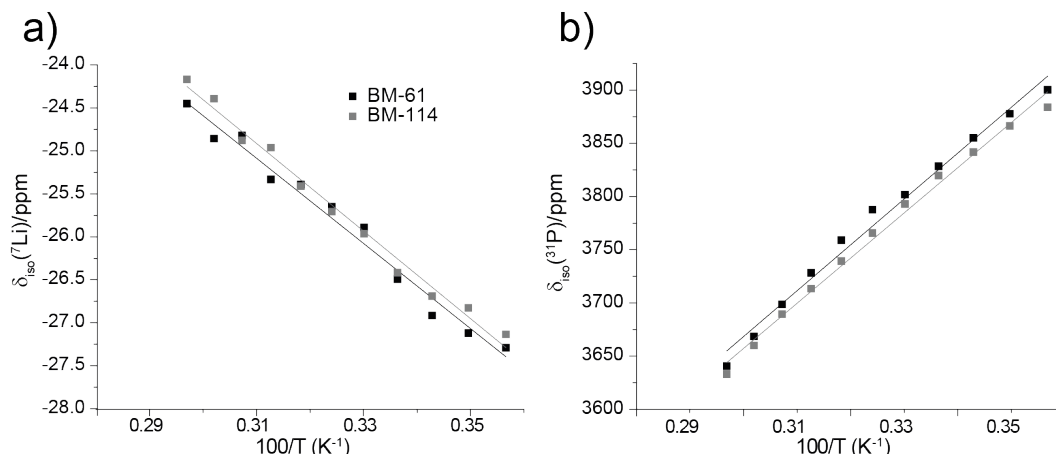 a)
-24.0
-24.5
-25.0
-25.5
-26.0
-26.5
-27.0
-27.5
-28.0
δiso(⁷Li)/ppm
BM-61
BM-114
0.29 0.31 0.33 0.35
100/T (K⁻¹)
b)
3900
3850
3800
3750
3700
3650
3600
δiso(³¹P)/ppm
0.29 0.31 0.33 0.35
100/T (K⁻¹)